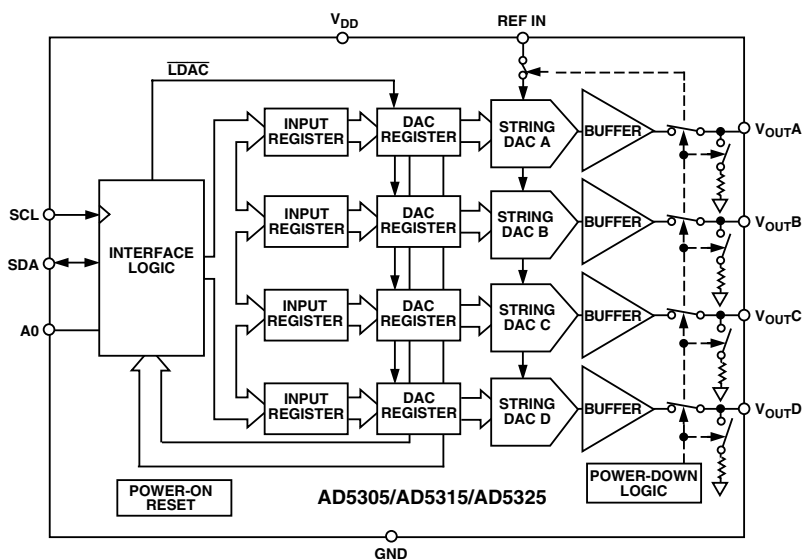 VDD
REF IN
LDAC
INPUT
REGISTER
DAC
REGISTER
STRING
DAC A
BUFFER
VOUTA
SCL
SDA
A0
INTERFACE
LOGIC
INPUT
REGISTER
DAC
REGISTER
STRING
DAC B
BUFFER
VOUTB
INPUT
REGISTER
DAC
REGISTER
STRING
DAC C
BUFFER
VOUTC
INPUT
REGISTER
DAC
REGISTER
STRING
DAC D
BUFFER
VOUTD
POWER-ON
RESET
AD5305/AD5315/AD5325
POWER-DOWN
LOGIC
GND